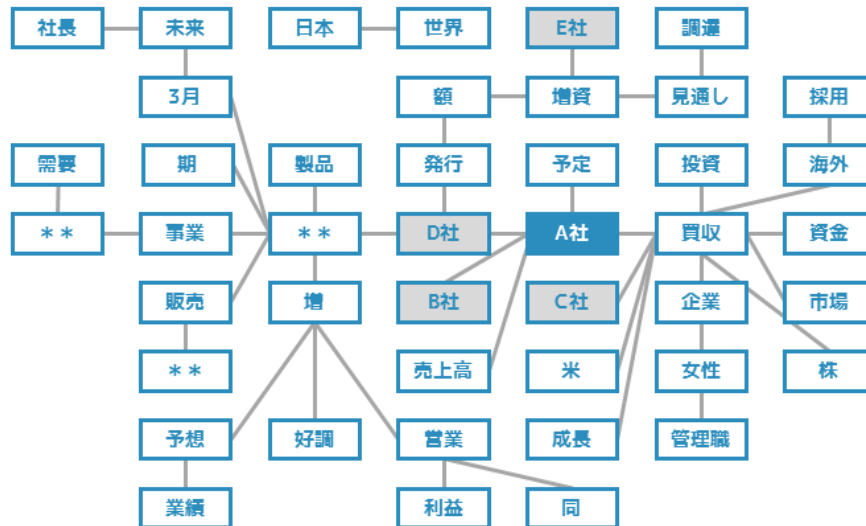 社長 未来 日本 世界 E社 調達
3月 額 増資 見通し 採用
需要 期 製品 発行 予定 投資 海外
** 事業 ** D社 A社 買収 資金
販売 増 B社 C社 企業 市場
** 売上高 米 女性 株
予想 好調 営業 成長 管理職
業績 利益 同